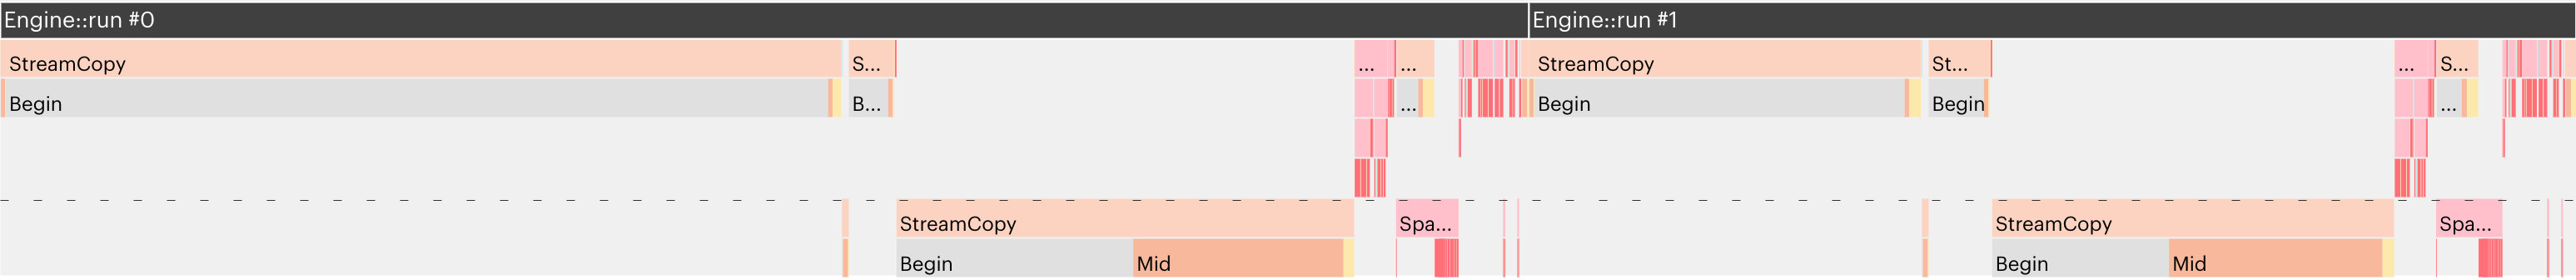 Engine::run #0 Engine::run #1
StreamCopy S... ... ... StreamCopy St... ... S...
Begin B... ... Begin Begin ...
StreamCopy Spa... StreamCopy Spa...
Begin Mid Begin Mid